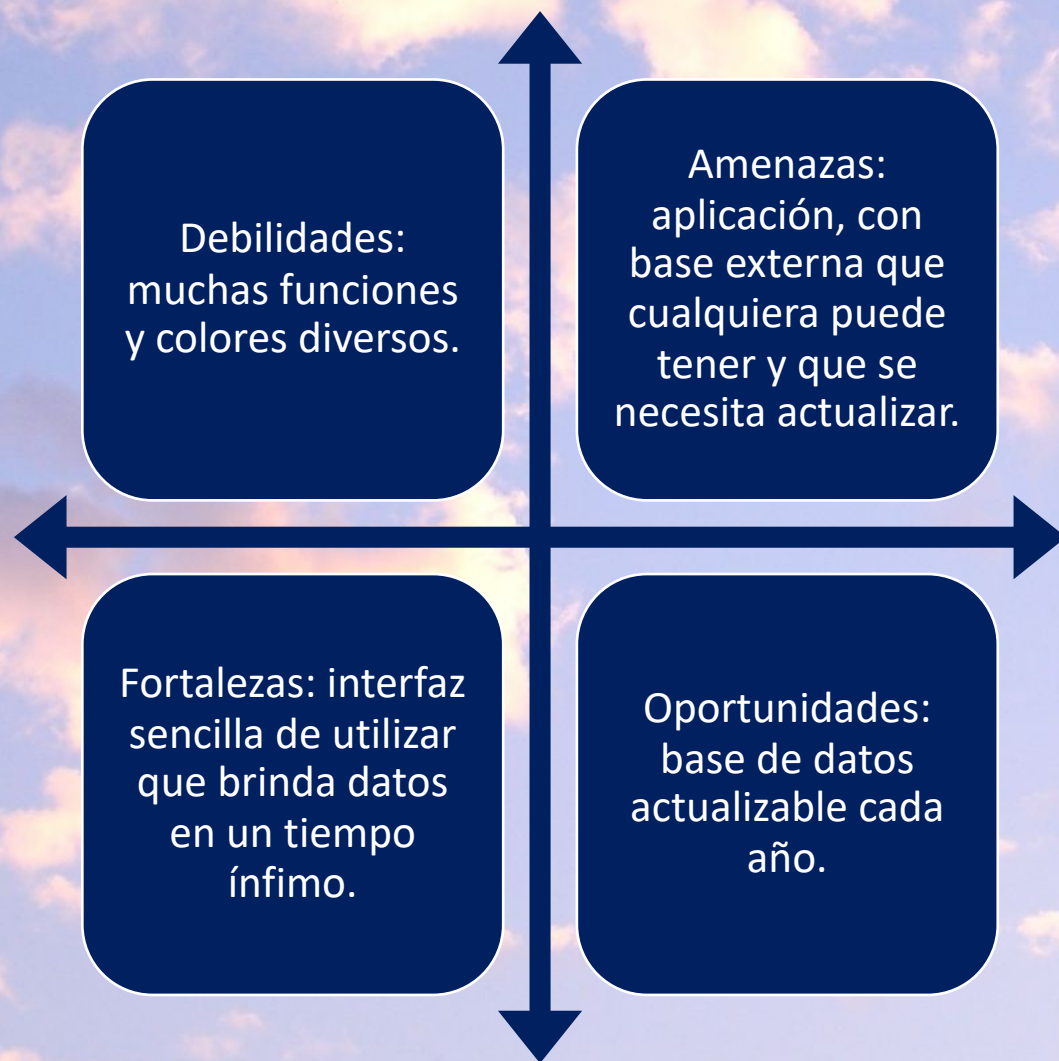 Debilidades:
muchas funciones
y colores diversos.
Amenazas:
aplicación, con
base externa que
cualquiera puede
tener y que se
necesita actualizar.
Fortalezas: interfaz
sencilla de utilizar
que brinda datos
en un tiempo
ínfimo.
Oportunidades:
base de datos
actualizable cada
año.